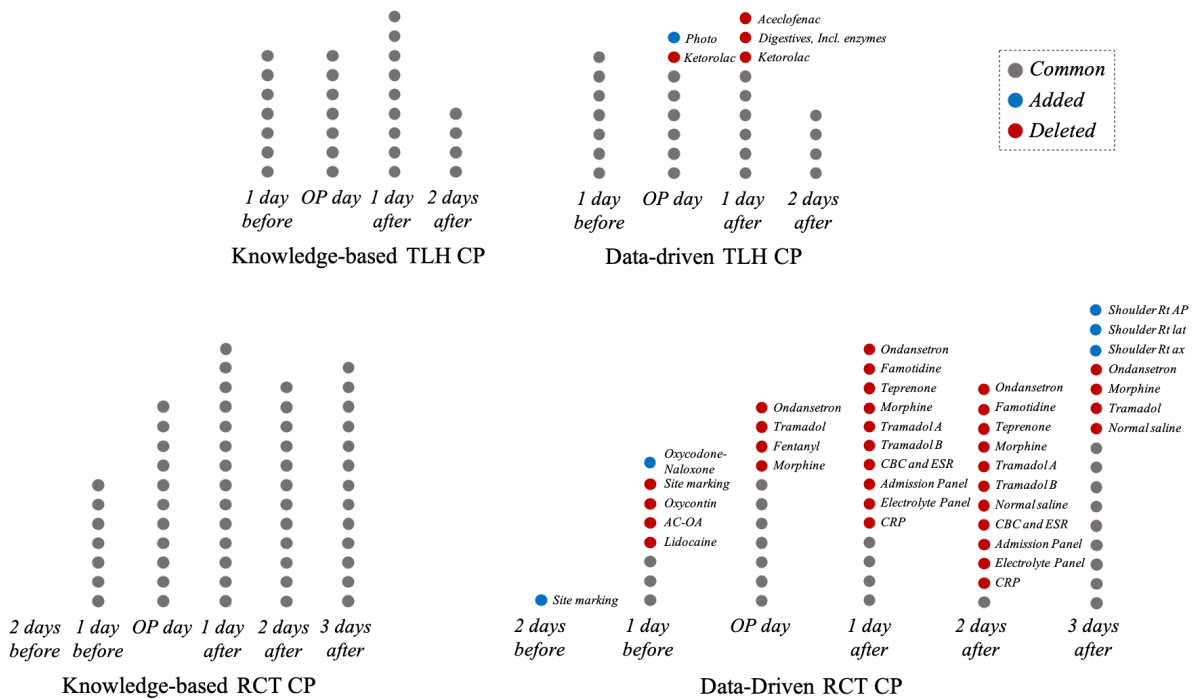 Photo
Ketorolac
Aceclofenac
Digestives, Incl. enzymes
Ketorolac
Common
Added
Deleted
1 day
before
OP day
1 day
after
2 days
after
Knowledge-based TLH CP
1 day
before
OP day
1 day
after
2 days
after
Data-driven TLH CP
2 days
before
1 day
before
OP day
1 day
after
2 days
after
3 days
after
Knowledge-based RCT CP
Site marking
Oxycodone-
Naloxone
Site marking
Oxycontin
AC-OA
Lidocaine
Ondansetron
Tramadol
Fentanyl
Morphine
Ondansetron
Famotidine
Teprenone
Morphine
Tramadol A
Tramadol B
CBC and ESR
Admission Panel
Electrolyte Panel
CRP
Ondansetron
Famotidine
Teprenone
Morphine
Tramadol A
Tramadol B
Normal saline
CBC and ESR
Admission Panel
Electrolyte Panel
CRP
Shoulder Rt AP
Shoulder Rt lat
Shoulder Rt ax
Ondansetron
Morphine
Tramadol
Normal saline
2 days
before
1 day
before
OP day
1 day
after
2 days
after
3 days
after
Data-Driven RCT CP